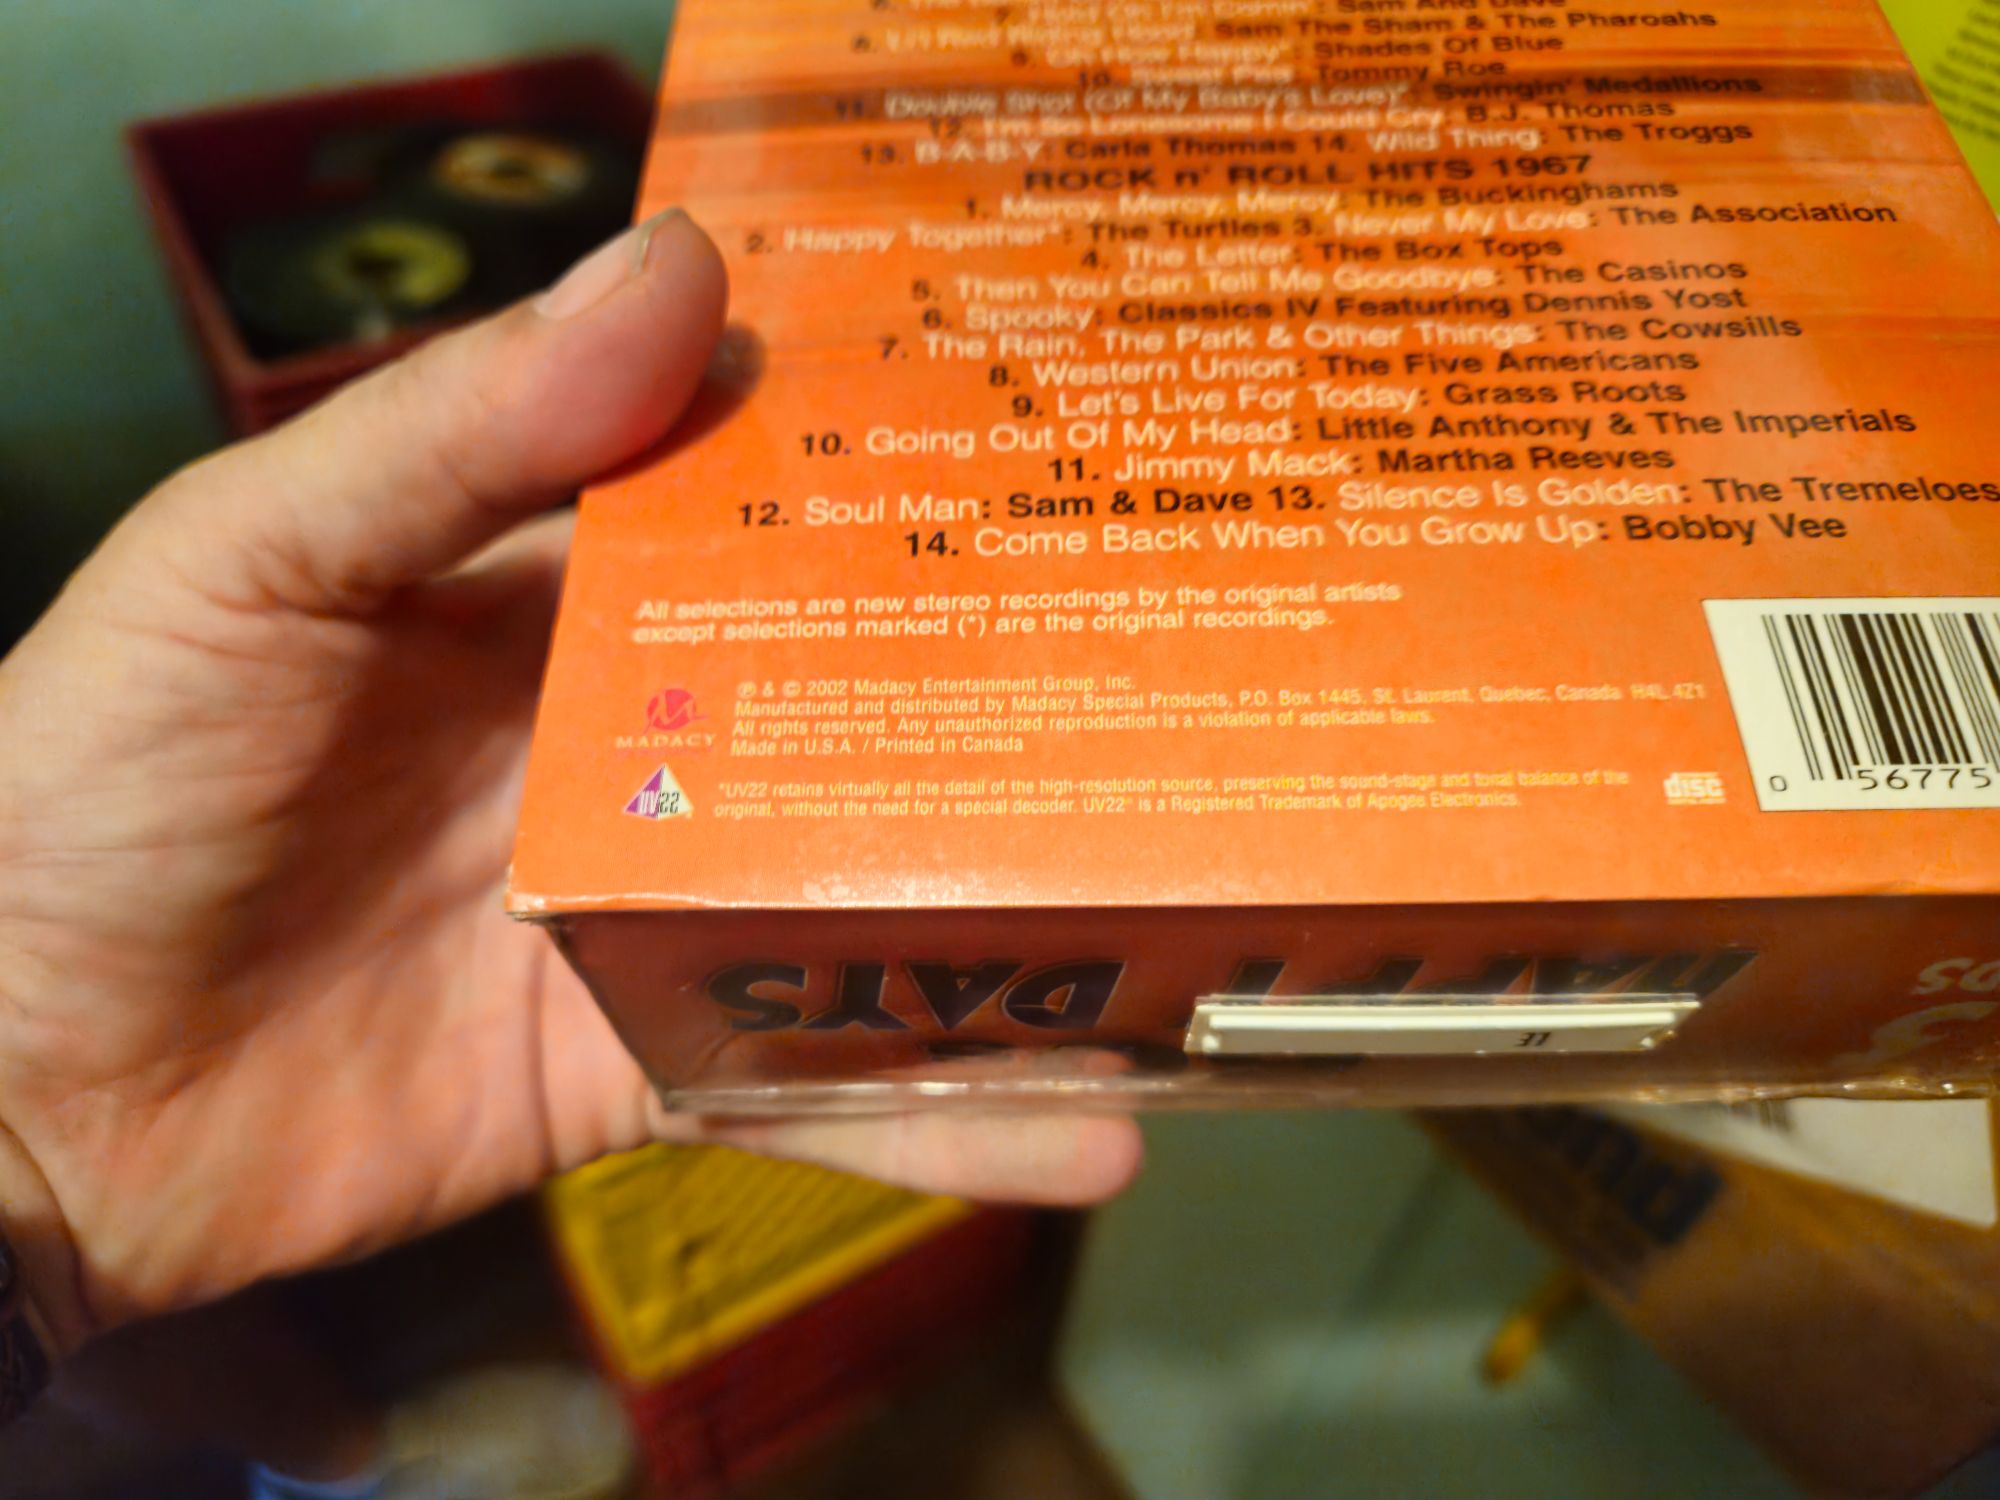 7. Hold On I'm Comin': Sam And Dave
8. Li'l Red Riding Hood: Sam The Sham & The Pharoahs
9. Oh How Happy*: Shades Of Blue
10. Sweet Pea: Tommy Roe
11. Double Shot (Of My Baby's Love)*: Swingin' Medallions
12. I'm So Lonesome I Could Cry: B.J. Thomas
13. B-A-B-Y: Carla Thomas 14. Wild Thing: The Troggs
ROCK n' ROLL HITS 1967
1. Mercy, Mercy, Mercy: The Buckinghams
2. Happy Together*: The Turtles 3. Never My Love: The Association
4. The Letter: The Box Tops
5. Then You Can Tell Me Goodbye: The Casinos
6. Spooky: Classics IV Featuring Dennis Yost
7. The Rain, The Park & Other Things: The Cowsills
8. Western Union: The Five Americans
9. Let's Live For Today: Grass Roots
10. Going Out Of My Head: Little Anthony & The Imperials
11. Jimmy Mack: Martha Reeves
12. Soul Man: Sam & Dave 13. Silence Is Golden: The Tremeloes
14. Come Back When You Grow Up: Bobby Vee
All selections are new stereo recordings by the original artists
except selections marked (*) are the original recordings.
℗ & © 2002 Madacy Entertainment Group, Inc.
Manufactured and distributed by Madacy Special Products, P.O. Box 1445, St. Laurent, Quebec, Canada H4L 4Z1
All rights reserved. Any unauthorized reproduction is a violation of applicable laws.
Made in U.S.A. / Printed in Canada
MADACY
UV22
*UV22 retains virtually all the detail of the high-resolution source, preserving the sound-stage and tonal balance of the
original, without the need for a special decoder. UV22® is a Registered Trademark of Apogee Electronics.
disc
0 56775
HAPPY DAYS
3